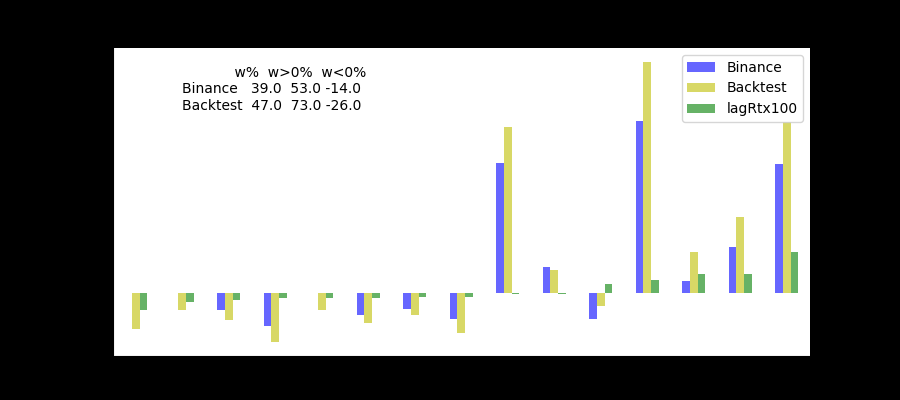 w%  w>0%  w<0%
Binance   39.0  53.0 -14.0
Backtest  47.0  73.0 -26.0
Binance
Backtest
lagRtx100